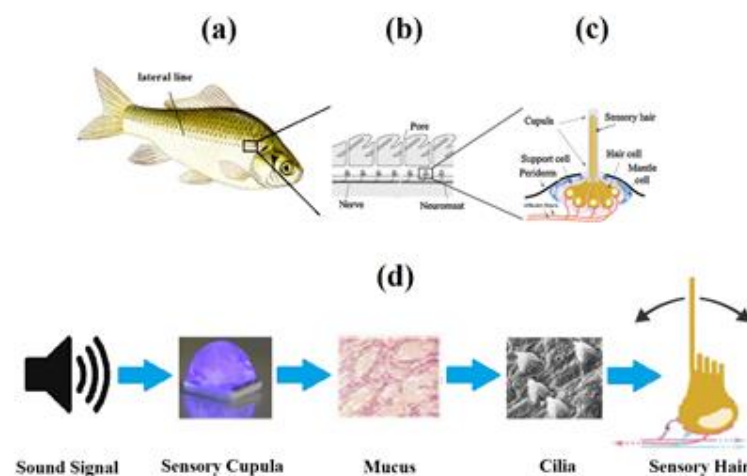 (a)
(b)
(c)
lateral line
Pore
Nerve
Neuromast
Cupula
Sensory hair
Support cell
Periderm
Hair cell
Mantle
cell
(d)
Sound Signal
Sensory Cupula
Mucus
Cilia
Sensory Hair